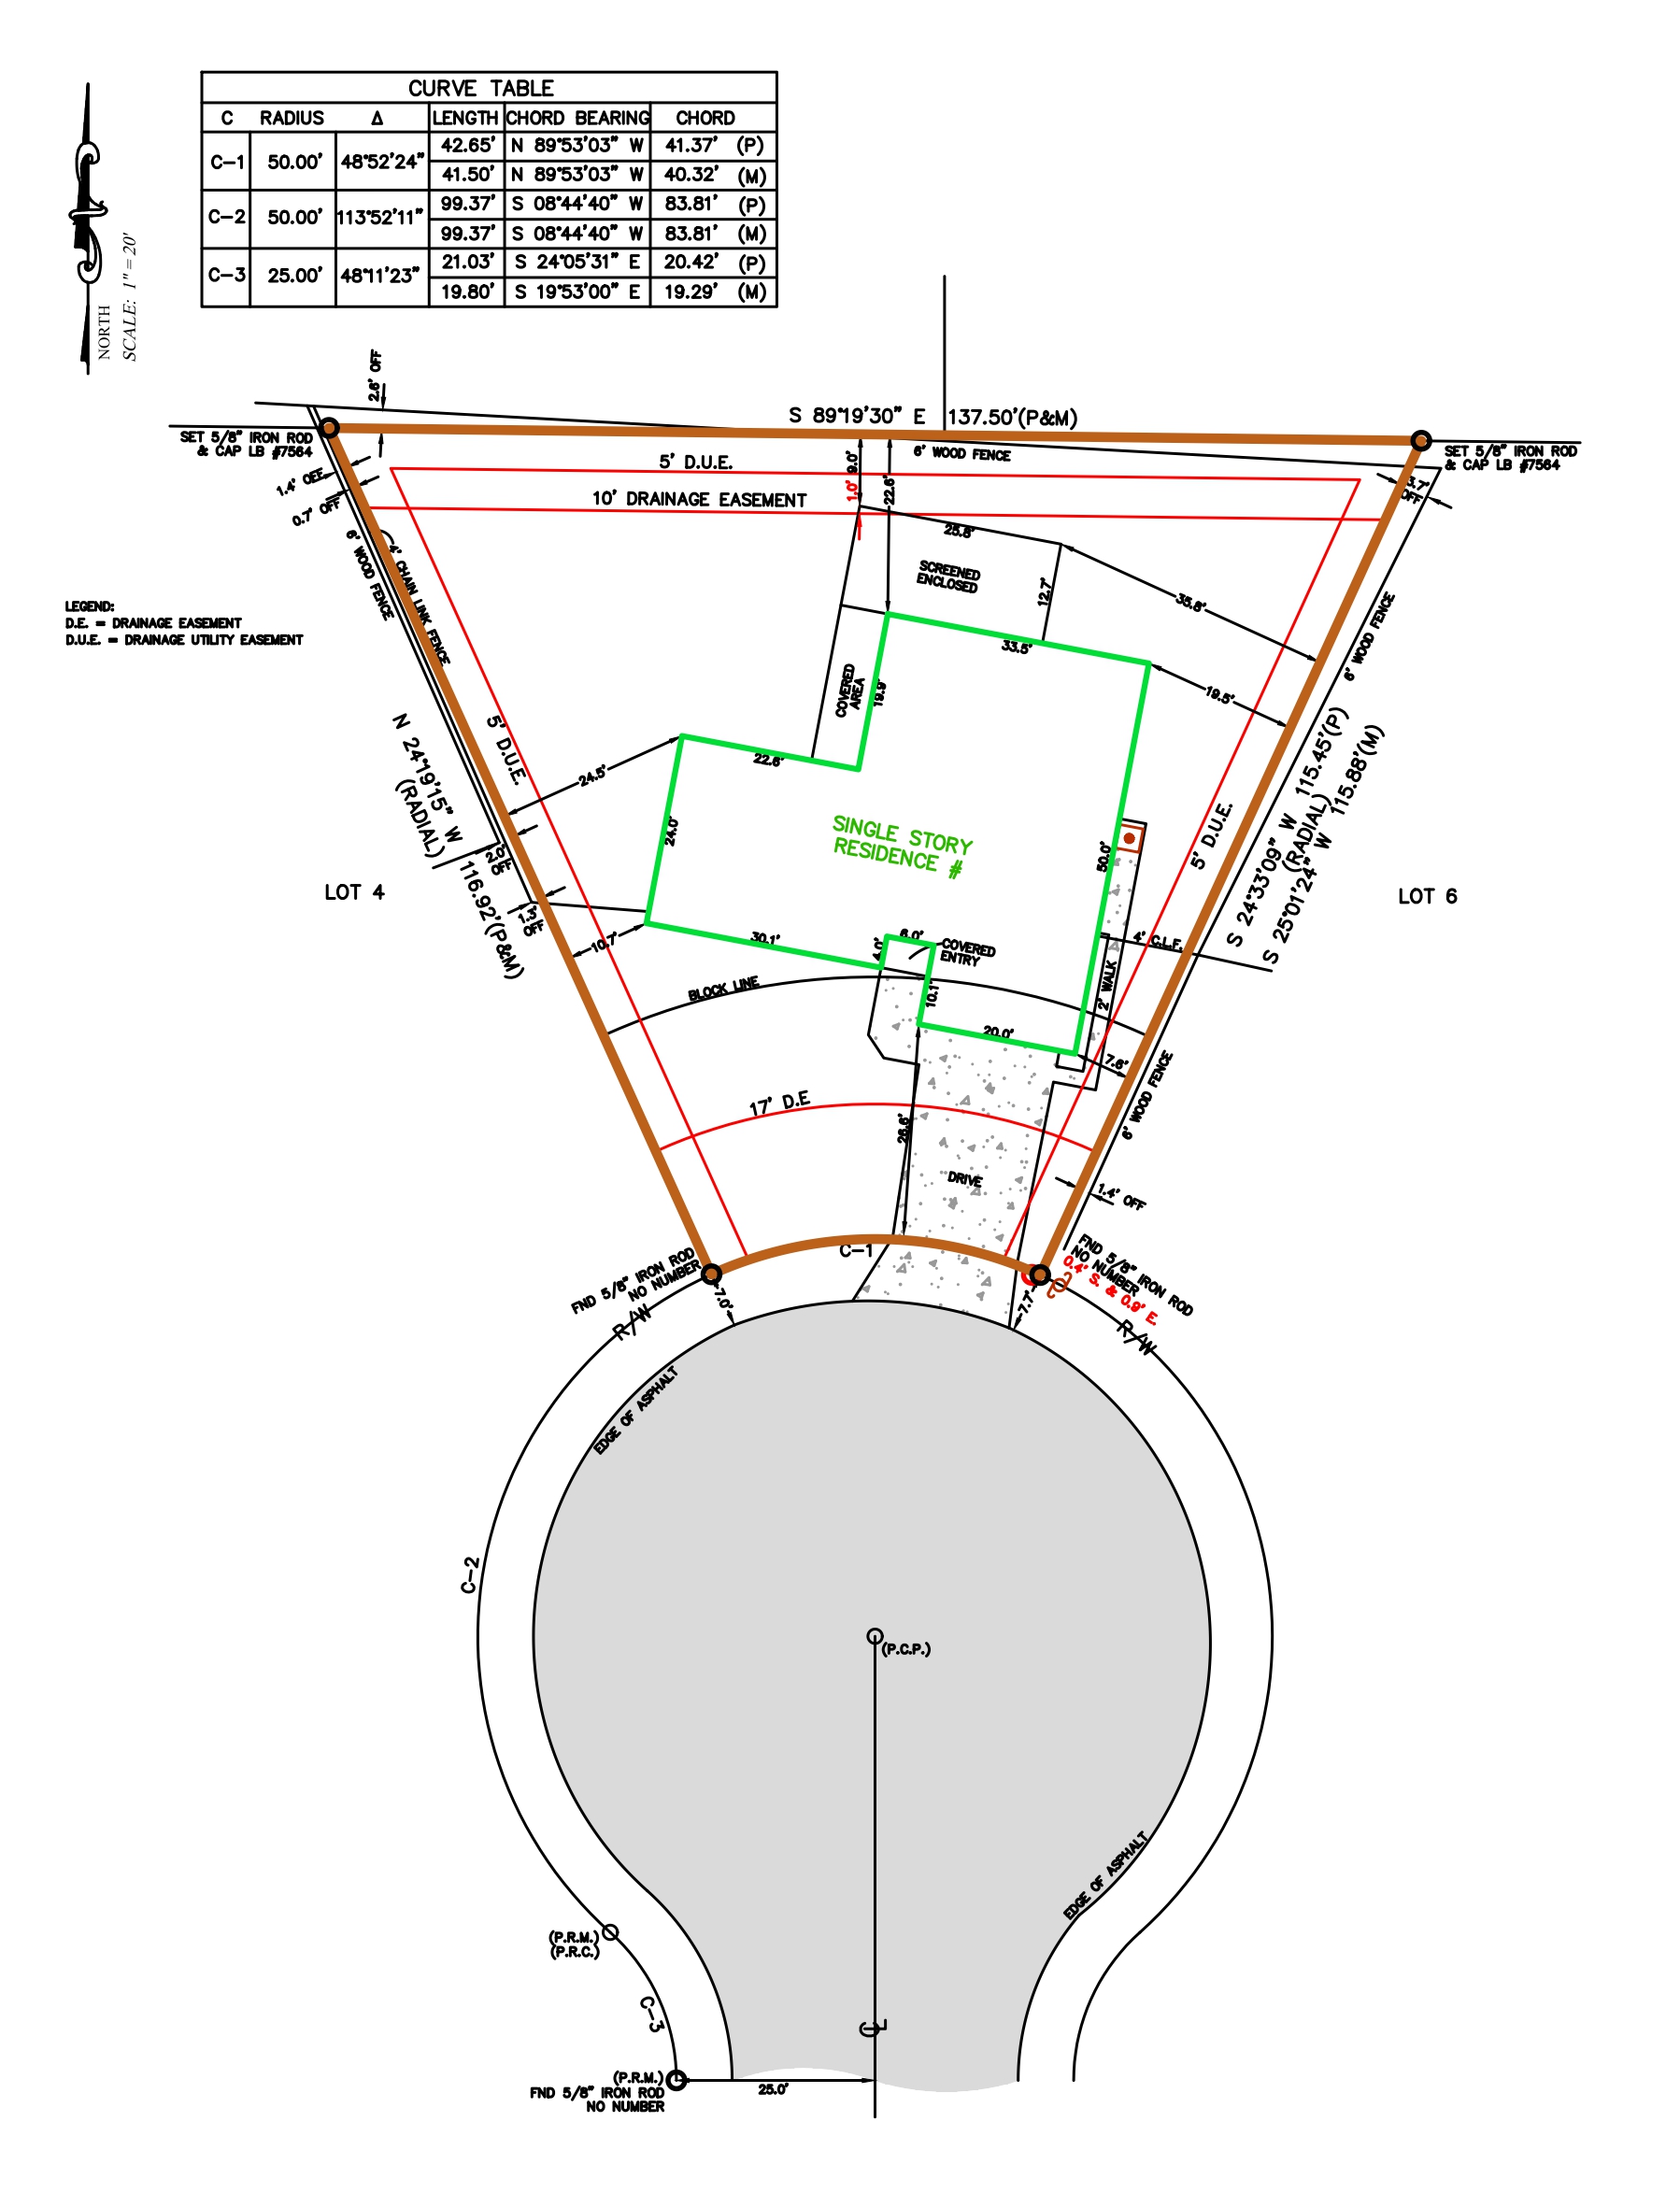 CURVE TABLE
C RADIUS Δ LENGTH CHORD BEARING CHORD
C-1 50.00' 48°52'24" 42.65' N 89°53'03" W 41.37' (P)
41.50' N 89°53'03" W 40.32' (M)
C-2 50.00' 113°52'11" 99.37' S 08°44'40" W 83.81' (P)
99.37' S 08°44'40" W 83.81' (M)
C-3 25.00' 48°11'23" 21.03' S 24°05'31" E 20.42' (P)
19.80' S 19°53'00" E 19.29' (M)
NORTH
SCALE: 1" = 20'
2.6' OFF
S 89°19'30" E 137.50'(P&M)
SET 5/8" IRON ROD
& CAP LB #7564
6' WOOD FENCE
SET 5/8" IRON ROD
& CAP LB #7564
1.4' OFF
0.7' OFF
5' D.U.E.
9.0'
1.0'
22.6'
3.7'
OFF
10' DRAINAGE EASEMENT
6' WOOD FENCE
4' CHAIN LINK FENCE
25.8'
SCREENED
ENCLOSED
12.7'
35.8'
6' WOOD FENCE
LEGEND:
D.E. = DRAINAGE EASEMENT
D.U.E. = DRAINAGE UTILITY EASEMENT
33.5'
COVERED
AREA
19.9'
19.5'
N 24°19'15" W 116.92'(P&M)
(RADIAL)
5' D.U.E.
24.5'
22.6'
24.0'
SINGLE STORY
RESIDENCE #
50.0'
5' D.U.E.
S 24°33'09" W 115.45'(P)
(RADIAL)
S 25°01'24" W 115.88'(M)
LOT 4
LOT 6
2.0'
OFF
1.3'
OFF
10.7'
30.1'
4.0'
6.0'
COVERED
ENTRY
4' C.L.F.
2' WALK
BLOCK LINE
10.1'
20.0'
7.6'
17' D.E
26.6'
6' WOOD FENCE
DRIVE
1.4' OFF
C-1
FND 5/8" IRON ROD
NO NUMBER
FND 5/8" IRON ROD
NO NUMBER
0.4' S. & 0.9' E.
7.0'
7.7'
R/W
R/W
EDGE OF ASPHALT
C-2
(P.C.P.)
EDGE OF ASPHALT
(P.R.M.)
(P.R.C.)
C-3
(P.R.M.)
FND 5/8" IRON ROD
NO NUMBER
25.0'